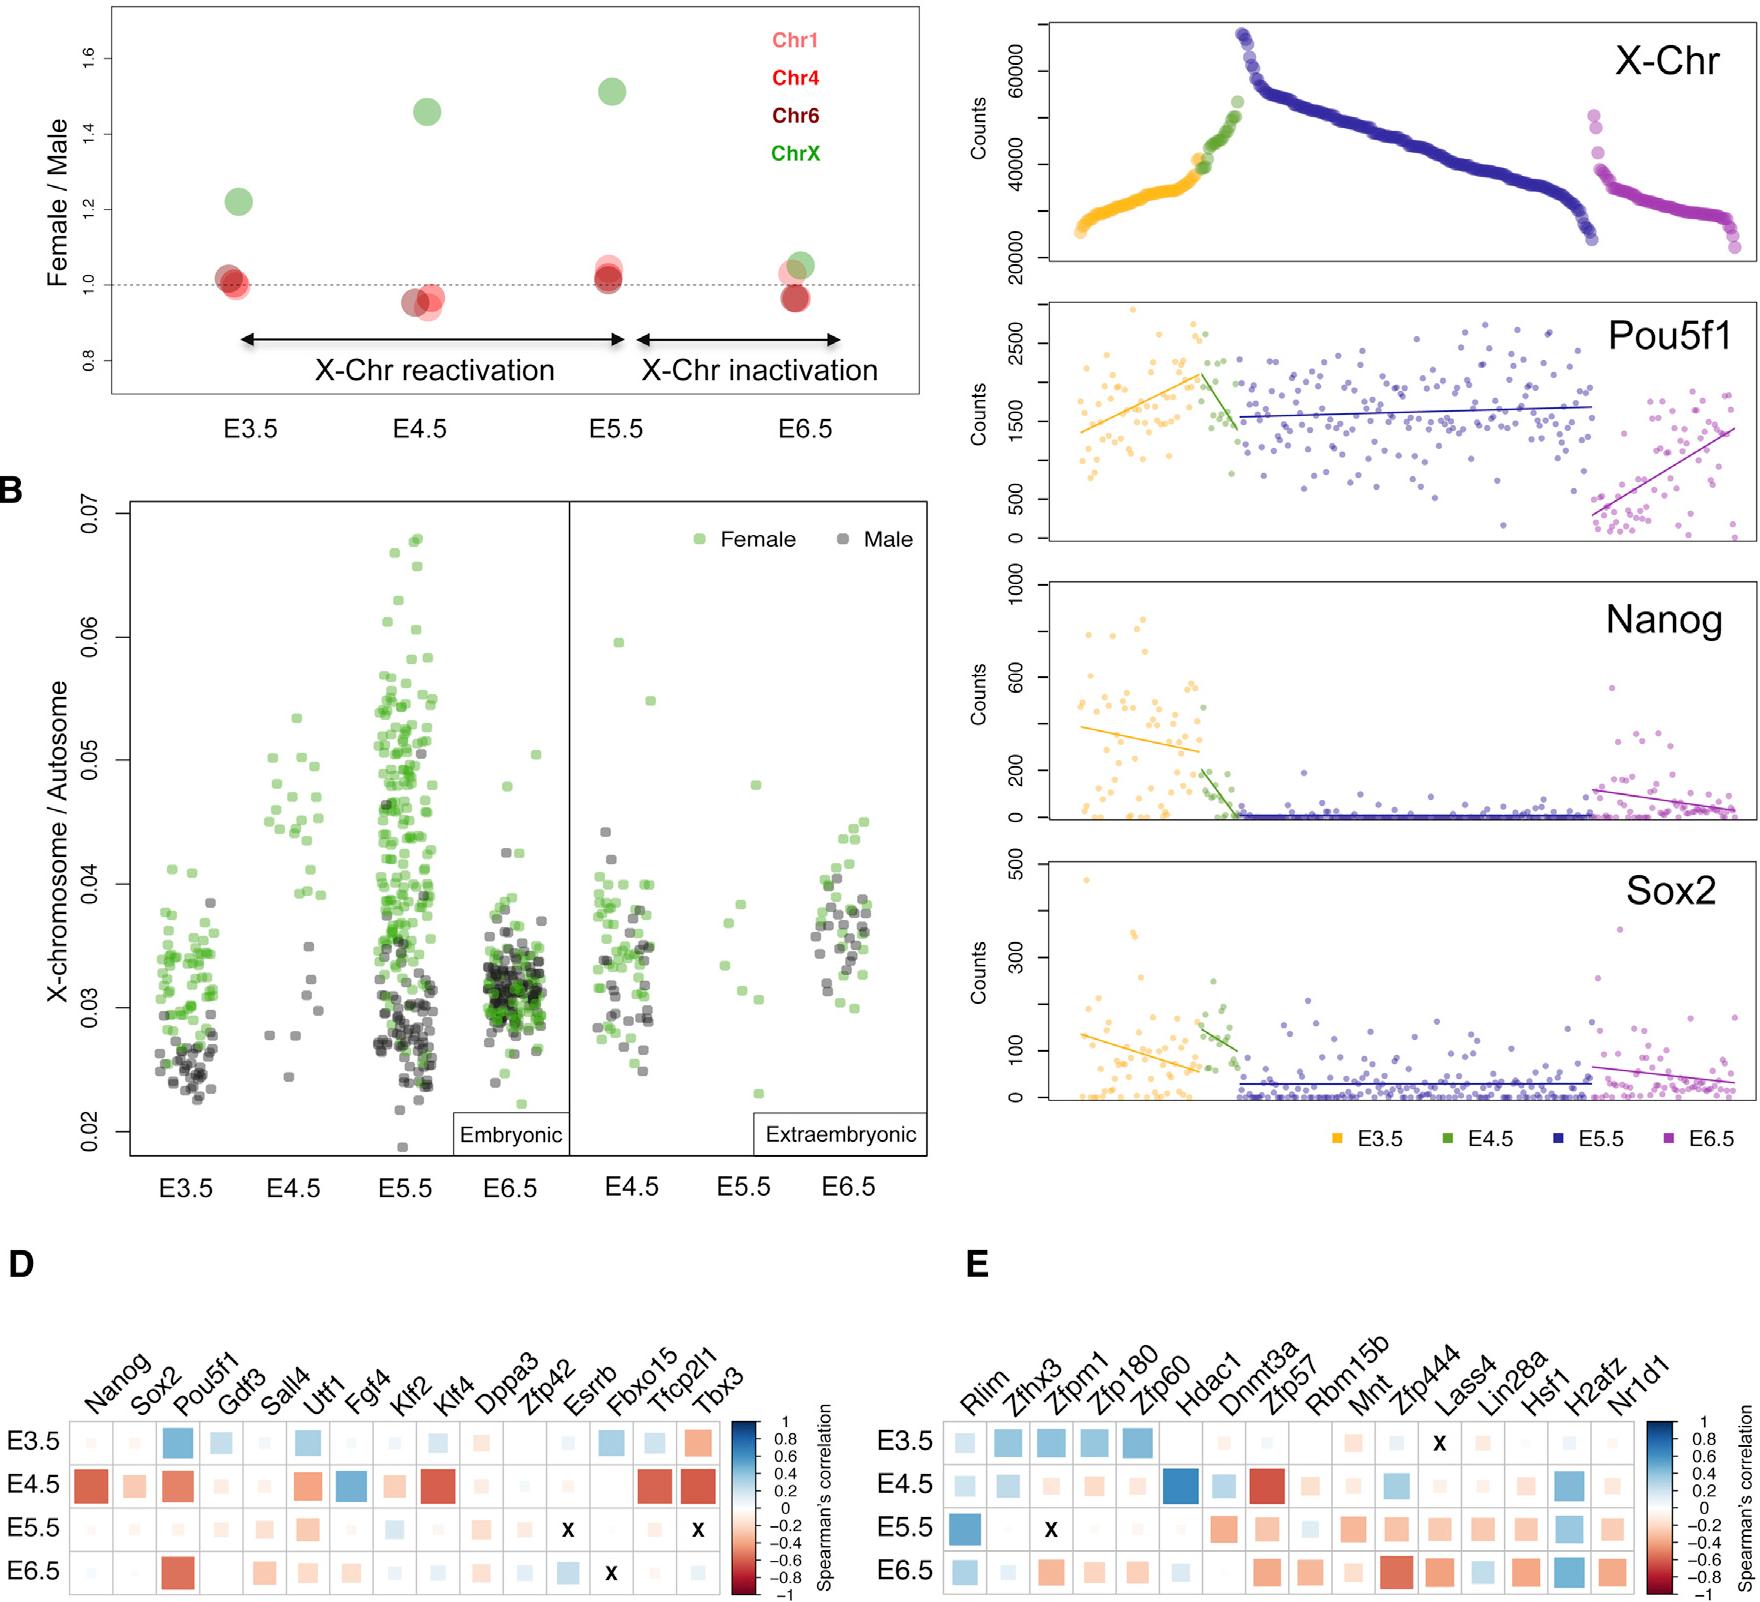 Female / Male
1.6
1.4
1.2
1.0
0.8
Chr1
Chr4
Chr6
ChrX
X-Chr reactivation
X-Chr inactivation
E3.5 E4.5 E5.5 E6.5
B
X-chromosome / Autosome
0.07
0.06
0.05
0.04
0.03
0.02
Female Male
Embryonic
Extraembryonic
E3.5 E4.5 E5.5 E6.5 E4.5 E5.5 E6.5
X-Chr
Counts
60000
40000
20000
Pou5f1
Counts
2500
1500
500
0
Nanog
Counts
1000
600
200
0
Sox2
Counts
500
300
100
0
E3.5 E4.5 E5.5 E6.5
D
Nanog Sox2 Pou5f1 Gdf3 Sall4 Utf1 Fgf4 Klf2 Klf4 Dppa3 Zfp42 Esrrb Fbxo15 Tfcp2l1 Tbx3
E3.5
E4.5
E5.5 X X
E6.5 X
1
0.8
0.6
0.4
0.2
0
−0.2
−0.4
−0.6
−0.8
−1
Spearman's correlation
E
Rlim Zfhx3 Zfpm1 Zfp180 Zfp60 Hdac1 Dnmt3a Zfp57 Rbm15b Mnt Zfp444 Lass4 Lin28a Hsf1 H2afz Nr1d1
E3.5 X
E4.5
E5.5 X
E6.5
1
0.8
0.6
0.4
0.2
0
−0.2
−0.4
−0.6
−0.8
−1
Spearman's correlation